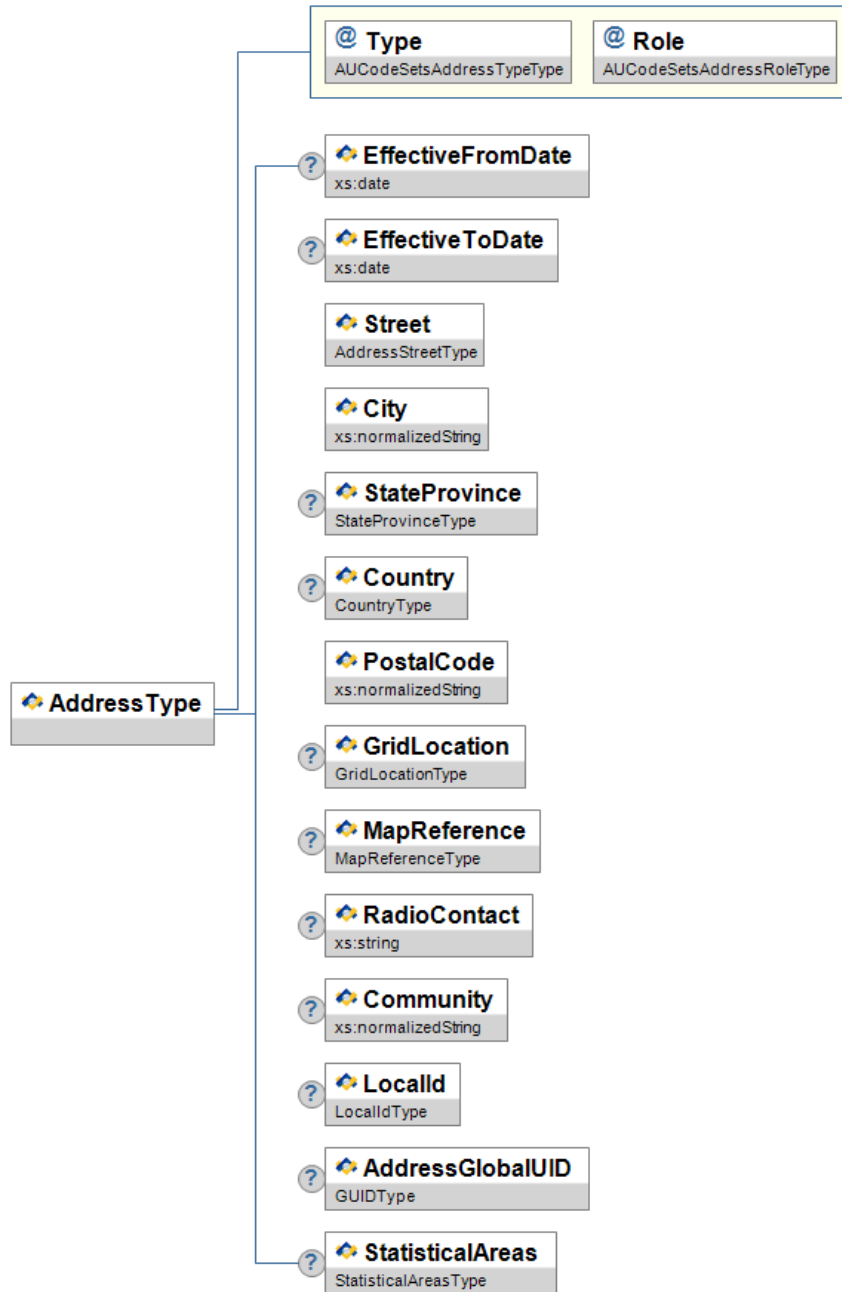 @ Type
AUCodeSetsAddressTypeType
@ Role
AUCodeSetsAddressRoleType
? EffectiveFromDate
xs:date
? EffectiveToDate
xs:date
Street
AddressStreetType
City
xs:normalizedString
? StateProvince
StateProvinceType
? Country
CountryType
PostalCode
xs:normalizedString
AddressType
? GridLocation
GridLocationType
? MapReference
MapReferenceType
? RadioContact
xs:string
? Community
xs:normalizedString
? LocalId
LocalIdType
? AddressGlobalUID
GUIDType
? StatisticalAreas
StatisticalAreasType